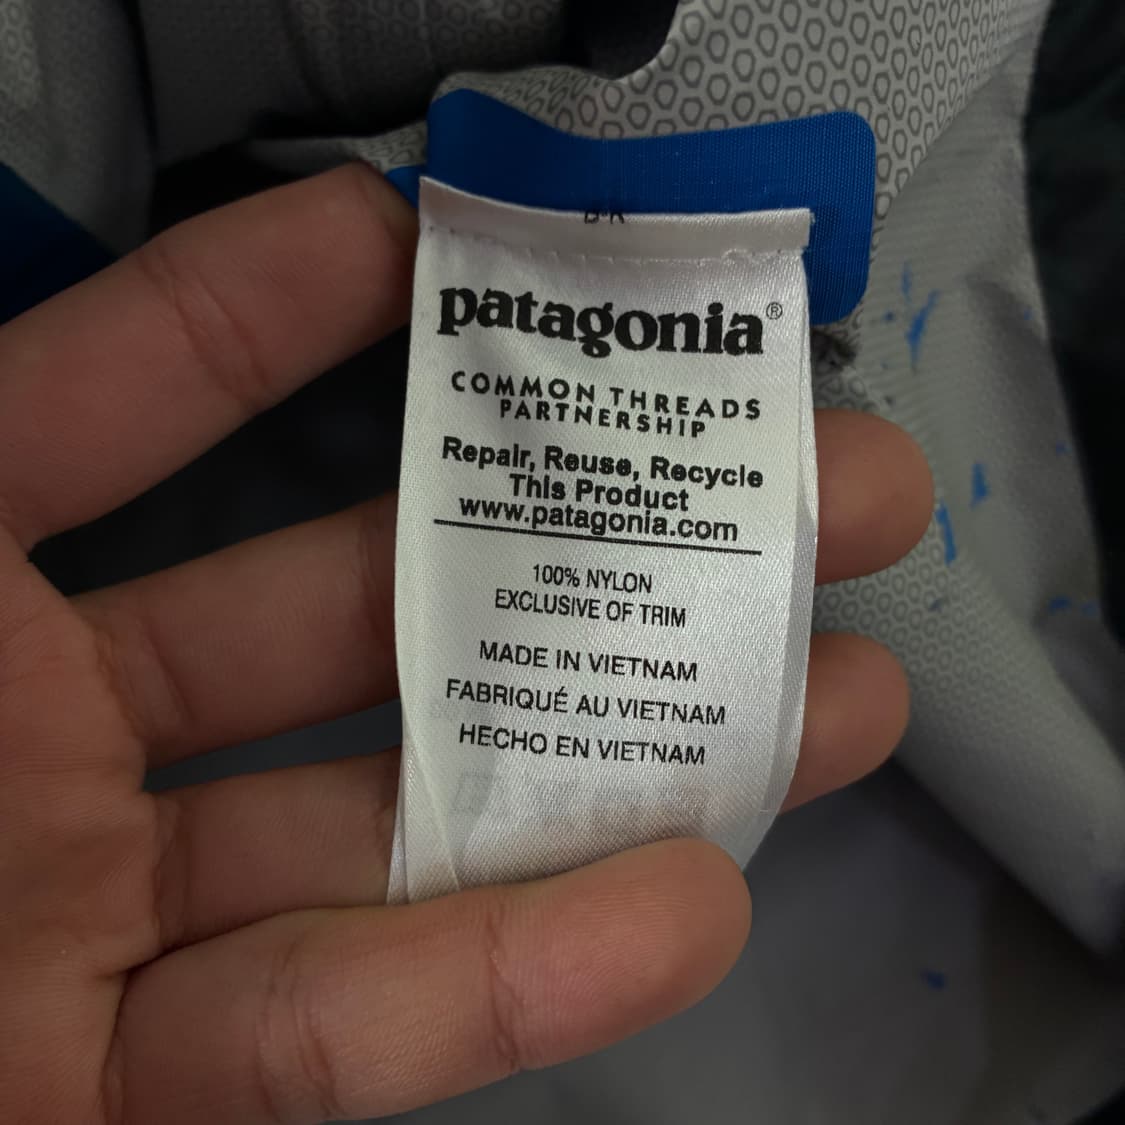 patagonia®
COMMON THREADS
PARTNERSHIP
Repair, Reuse, Recycle
This Product
www.patagonia.com
100% NYLON
EXCLUSIVE OF TRIM
MADE IN VIETNAM
FABRIQUÉ AU VIETNAM
HECHO EN VIETNAM